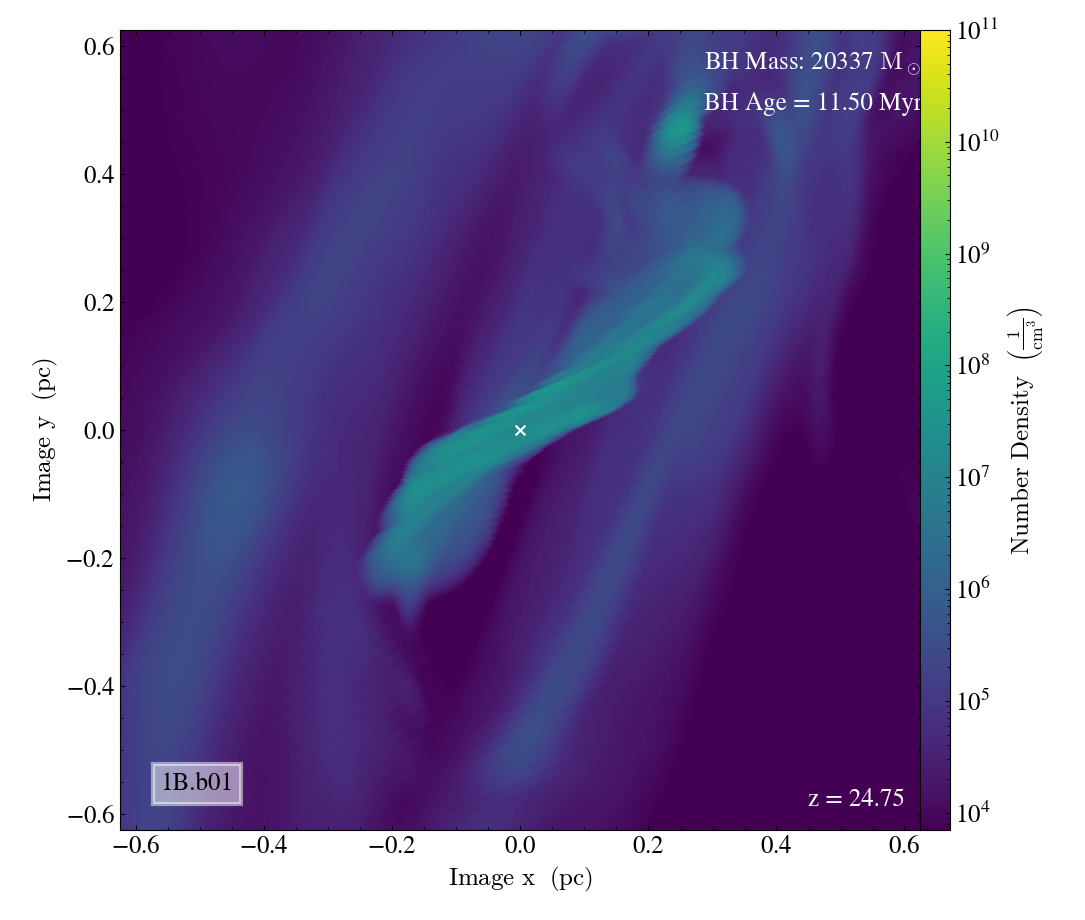 BH Mass: 20337 M☉
BH Age = 11.50 Myr
1B.b01
z = 24.75
0.6
0.4
0.2
0.0
−0.2
−0.4
−0.6
Image y (pc)
−0.6 −0.4 −0.2 0.0 0.2 0.4 0.6
Image x (pc)
10¹¹
10¹⁰
10⁹
10⁸
10⁷
10⁶
10⁵
10⁴
Number Density (1/cm³)